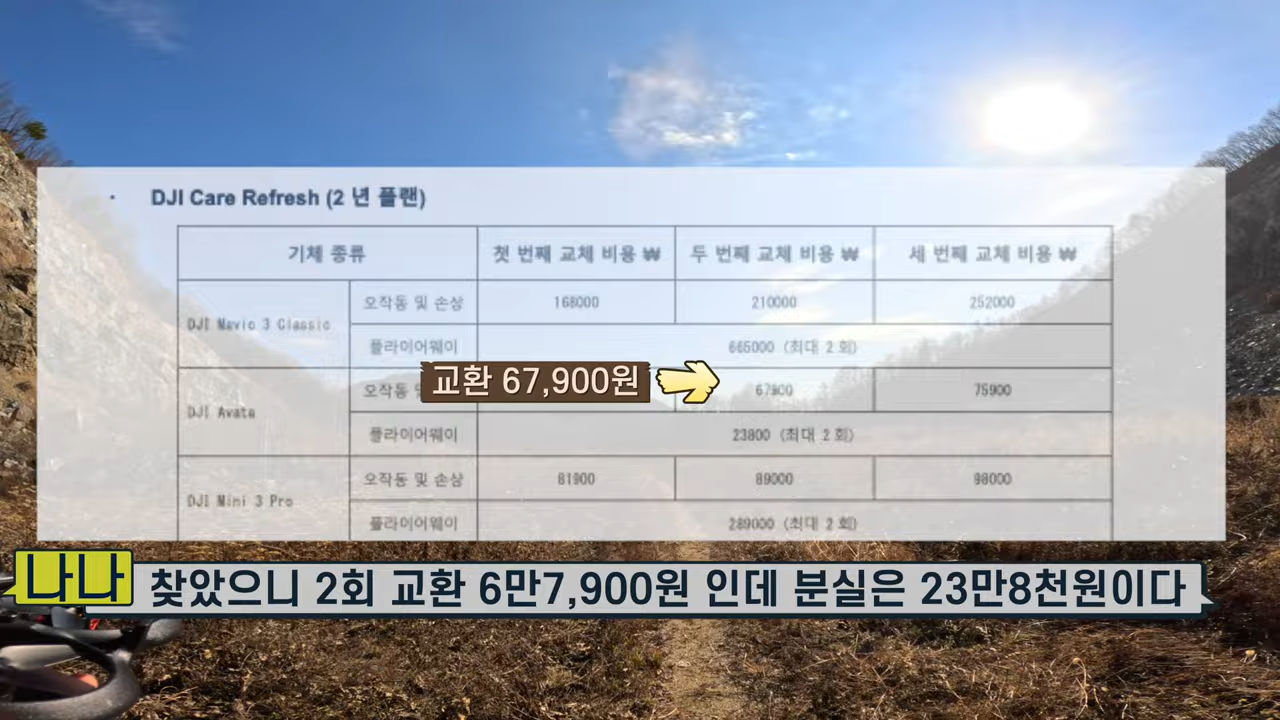 · DJI Care Refresh (2 년 플랜)
기체 종류 첫 번째 교체 비용 ₩ 두 번째 교체 비용 ₩ 세 번째 교체 비용 ₩
DJI Mavic 3 Classic
오작동 및 손상 168000 210000 252000
플라이어웨이 665000 (최대 2 회)
DJI Avata
오작동 67900 75900
교환 67,900원
플라이어웨이 23800 (최대 2 회)
DJI Mini 3 Pro
오작동 및 손상 81900 89000 98000
플라이어웨이 289000 (최대 2 회)
나나 찾았으니 2회 교환 6만7,900원 인데 분실은 23만8천원이다